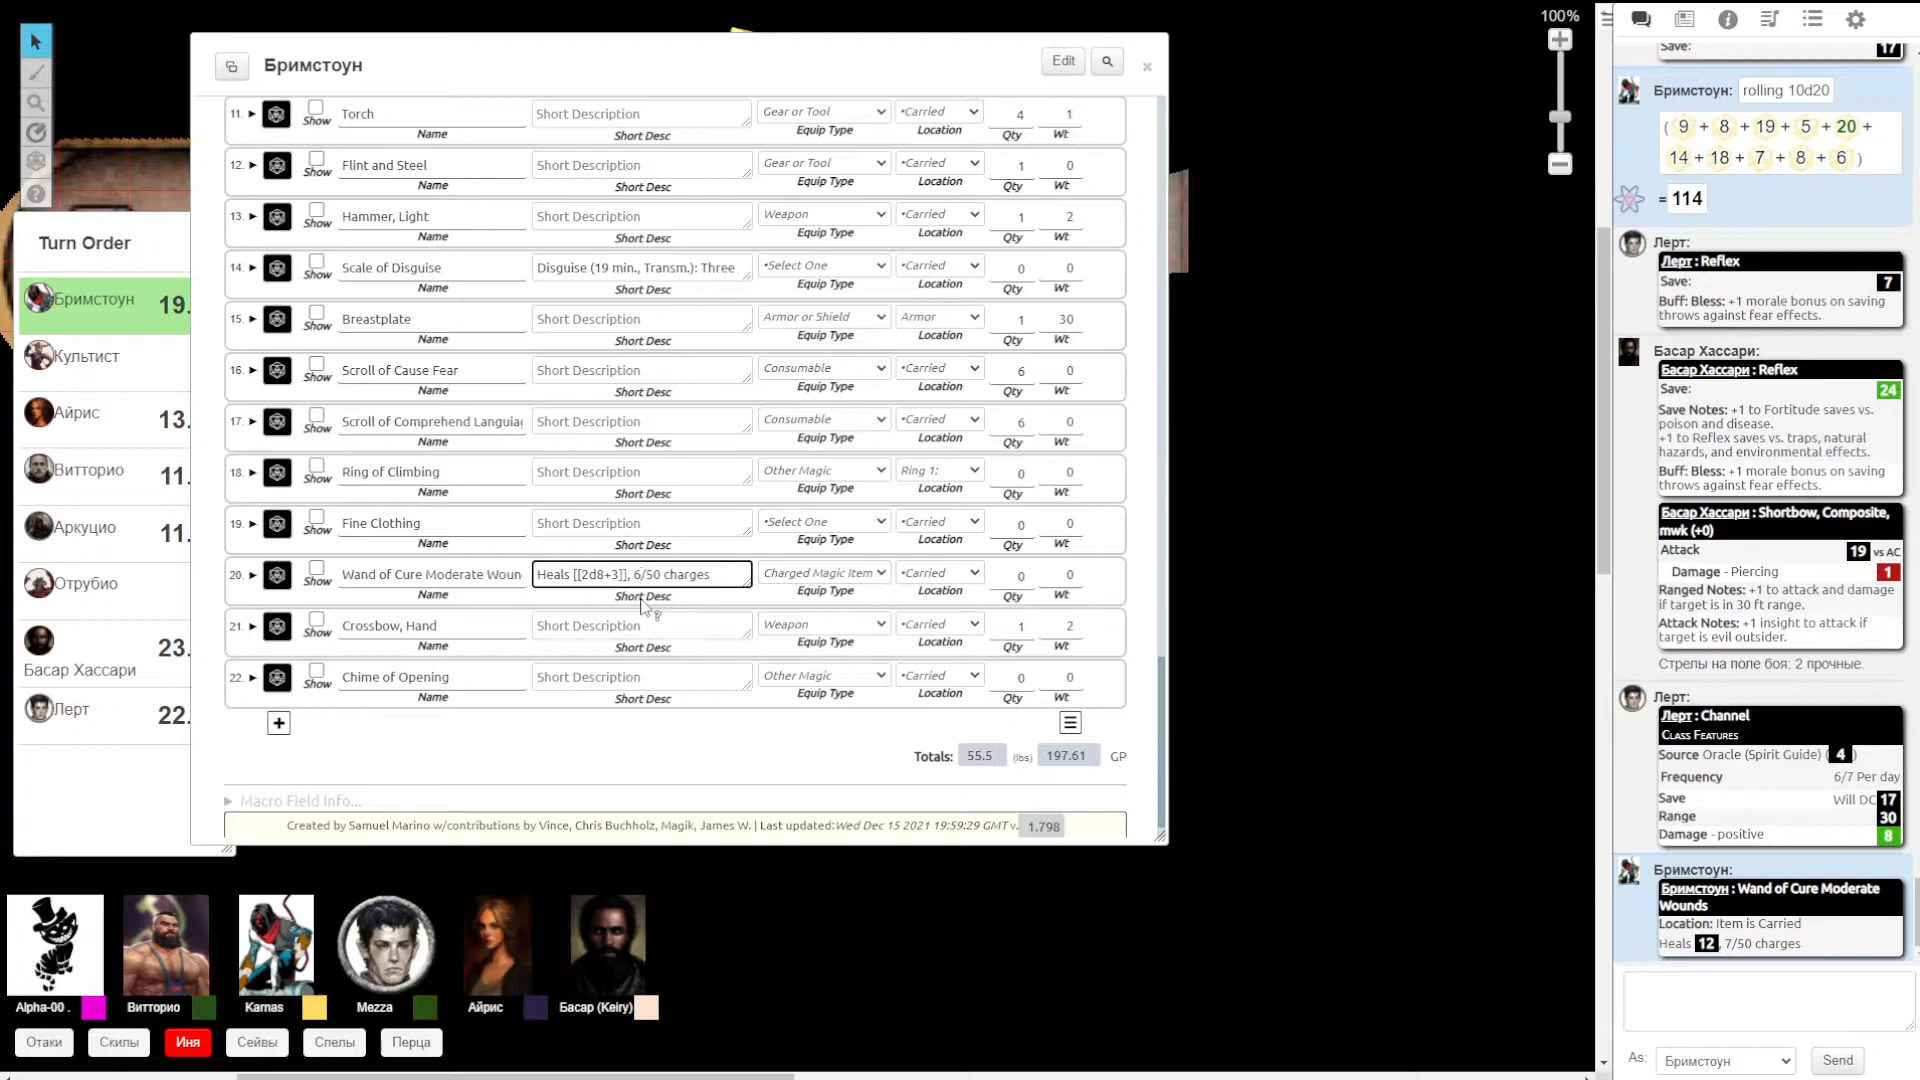 100%
Бримстоун
Edit
Turn Order
Бримстоун 19.
Культист
Айрис 13.
Витторио 11.
Аркуцио 11.
Отрубио
23.
Басар Хассари
Лерт 22.
11. Show Torch Short Description Gear or Tool •Carried 4 1
Name Short Desc Equip Type Location Qty Wt
12. Show Flint and Steel Short Description Gear or Tool •Carried 1 0
Name Short Desc Equip Type Location Qty Wt
13. Show Hammer, Light Short Description Weapon •Carried 1 2
Name Short Desc Equip Type Location Qty Wt
14. Show Scale of Disguise Disguise (19 min., Transm.): Three •Select One •Carried 0 0
Name Short Desc Equip Type Location Qty Wt
15. Show Breastplate Short Description Armor or Shield Armor 1 30
Name Short Desc Equip Type Location Qty Wt
16. Show Scroll of Cause Fear Short Description Consumable •Carried 6 0
Name Short Desc Equip Type Location Qty Wt
17. Show Scroll of Comprehend Languiag Short Description Consumable •Carried 6 0
Name Short Desc Equip Type Location Qty Wt
18. Show Ring of Climbing Short Description Other Magic Ring 1: 0 0
Name Short Desc Equip Type Location Qty Wt
19. Show Fine Clothing Short Description •Select One •Carried 0 0
Name Short Desc Equip Type Location Qty Wt
20. Show Wand of Cure Moderate Woun Heals [[2d8+3]], 6/50 charges Charged Magic Item •Carried 0 0
Name Short Desc Equip Type Location Qty Wt
21. Show Crossbow, Hand Short Description Weapon •Carried 1 2
Name Short Desc Equip Type Location Qty Wt
22. Show Chime of Opening Short Description Other Magic •Carried 0 0
Name Short Desc Equip Type Location Qty Wt
Totals: 55.5 (lbs) 197.61 GP
Macro Field Info...
Created by Samuel Marino w/contributions by Vince, Chris Buchholz, Magik, James W. | Last updated:Wed Dec 15 2021 19:59:29 GMT v. 1.798
Alpha-00 .
Витторио
Karnas
Mezza
Айрис
Басар (Keiry)
Отаки
Скилы
Иня
Сейвы
Спелы
Перца
Save: 17
Бримстоун: rolling 10d20
( 9 + 8 + 19 + 5 + 20 +
14 + 18 + 7 + 8 + 6 )
= 114
Лерт:
Лерт : Reflex
Save: 7
Buff: Bless: +1 morale bonus on saving
throws against fear effects.
Басар Хассари:
Басар Хассари : Reflex
Save: 24
Save Notes: +1 to Fortitude saves vs.
poison and disease.
+1 to Reflex saves vs. traps, natural
hazards, and environmental effects.
Buff: Bless: +1 morale bonus on saving
throws against fear effects.
Басар Хассари : Shortbow, Composite,
mwk (+0)
Attack 19 vs AC
Damage - Piercing 1
Ranged Notes: +1 to attack and damage
if target is in 30 ft range.
Attack Notes: +1 insight to attack if
target is evil outsider.
Стрелы на поле боя: 2 прочные.
Лерт:
Лерт : Channel
Class Features
Source Oracle (Spirit Guide) ( 4
Frequency 6/7 Per day
Save Will DC 17
Range 30
Damage - positive 8
Бримстоун:
Бримстоун : Wand of Cure Moderate
Wounds
Location: Item is Carried
Heals 12, 7/50 charges
As: Бримстоун
Send